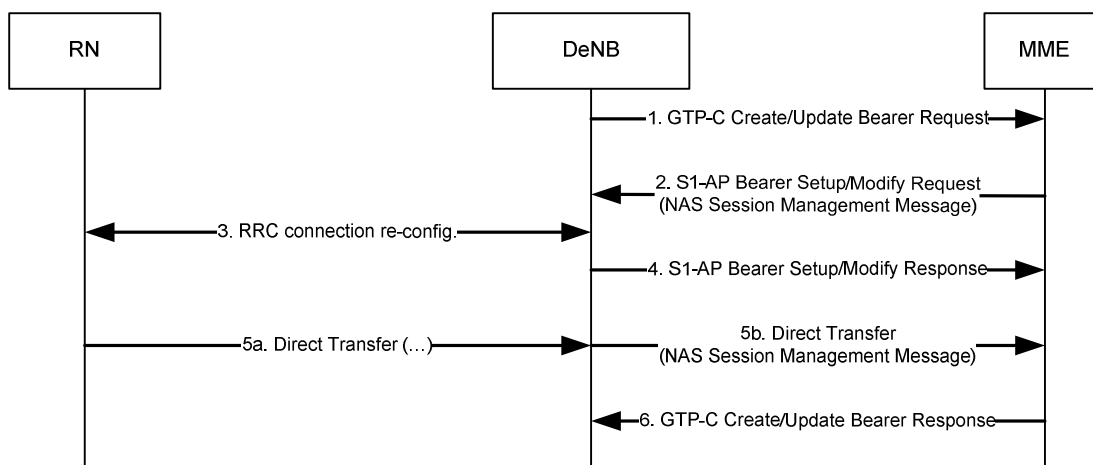 RN
DeNB
MME
1. GTP-C Create/Update Bearer Request
2. S1-AP Bearer Setup/Modify Request
(NAS Session Management Message)
3. RRC connection re-config.
4. S1-AP Bearer Setup/Modify Response
5a. Direct Transfer (…)
5b. Direct Transfer
(NAS Session Management Message)
6. GTP-C Create/Update Bearer Response